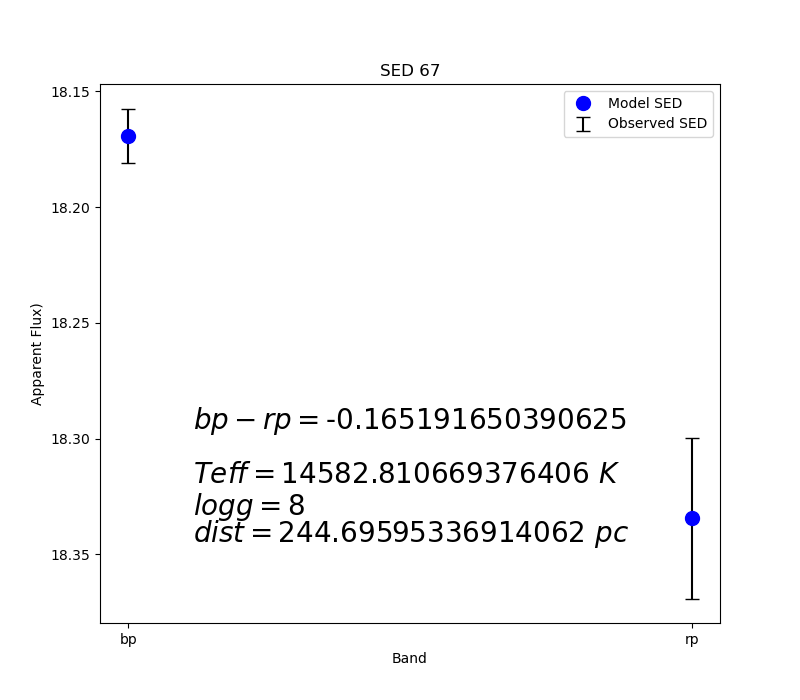 SED 67
18.15
18.20
18.25
18.30
18.35
Apparent Flux)
Model SED
Observed SED
bp − rp = -0.165191650390625
Teff = 14582.810669376406 K
logg = 8
dist = 244.69595336914062 pc
bp
rp
Band